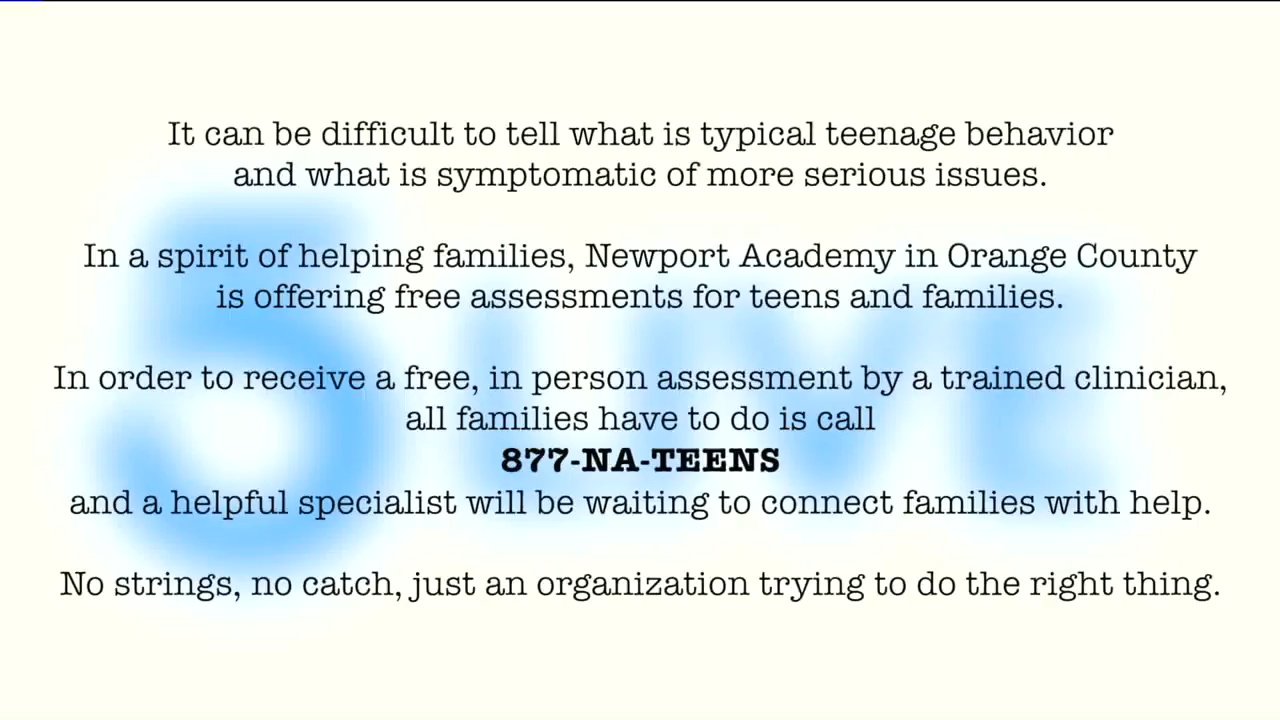 It can be difficult to tell what is typical teenage behavior
and what is symptomatic of more serious issues.
In a spirit of helping families, Newport Academy in Orange County
is offering free assessments for teens and families.
In order to receive a free, in person assessment by a trained clinician,
all families have to do is call
877-NA-TEENS
and a helpful specialist will be waiting to connect families with help.
No strings, no catch, just an organization trying to do the right thing.